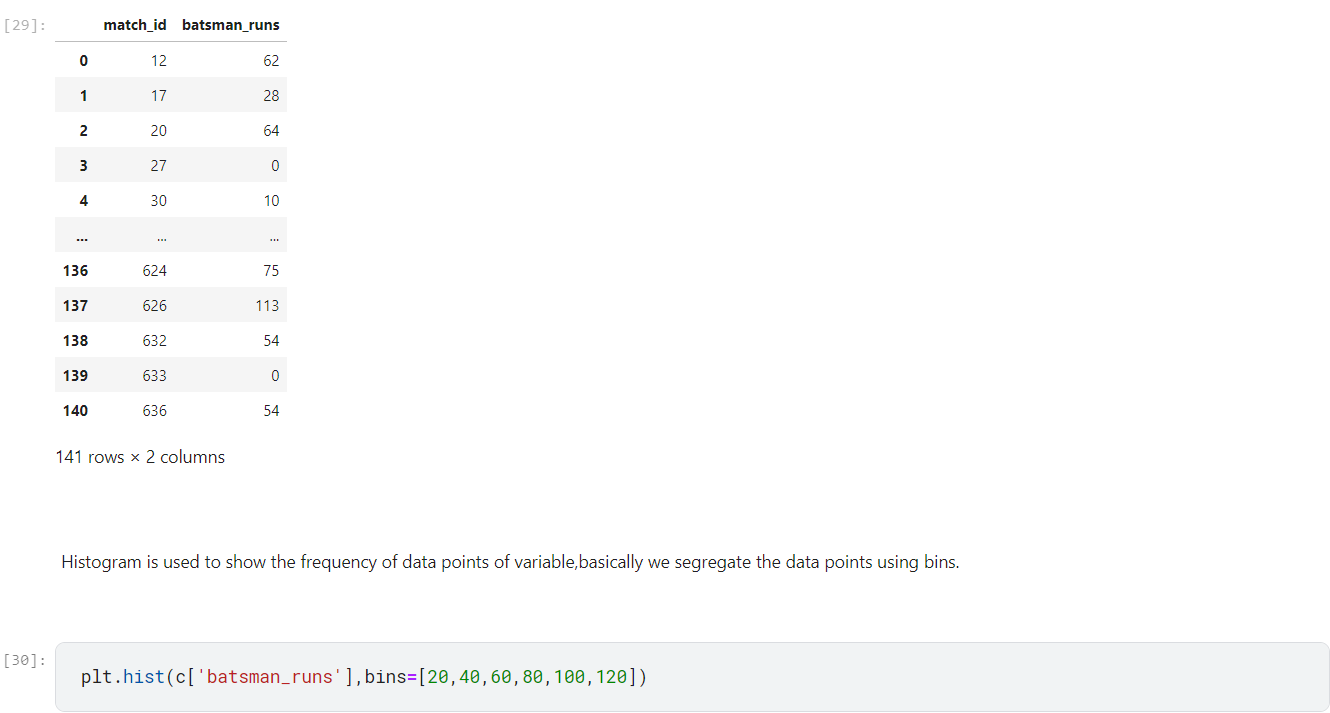 [29]: match_id batsman_runs
0 12 62
1 17 28
2 20 64
3 27 0
4 30 10
... ... ...
136 624 75
137 626 113
138 632 54
139 633 0
140 636 54
141 rows × 2 columns
Histogram is used to show the frequency of data points of variable,basically we segregate the data points using bins.
[30]: plt.hist(c['batsman_runs'],bins=[20,40,60,80,100,120])